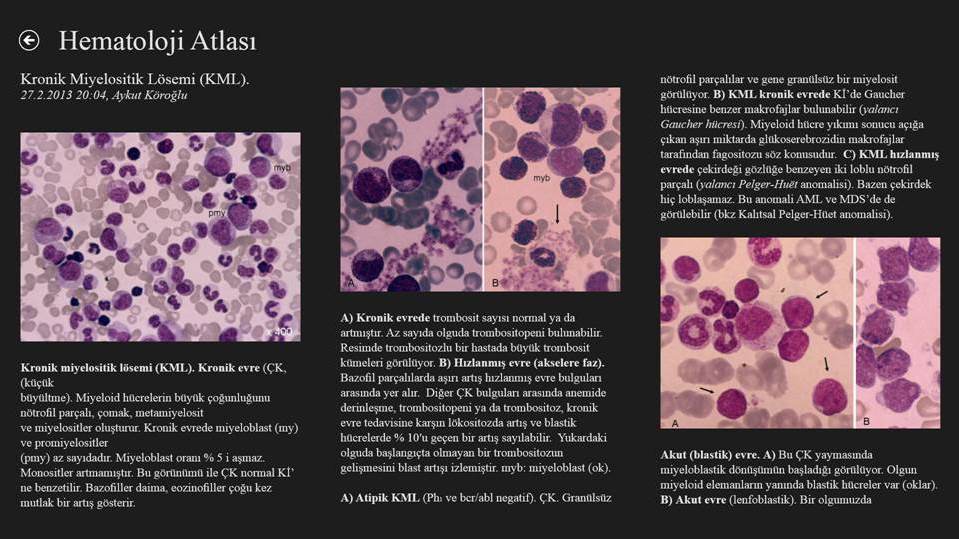 Hematoloji Atlası
Kronik Miyelositik Lösemi (KML).
27.2.2013 20:04, Aykut Köroğlu
myb
pmy
x 400
Kronik miyelositik lösemi (KML). Kronik evre (ÇK,
(küçük
büyültme). Miyeloid hücrelerin büyük çoğunluğunu
nötrofil parçalı, çomak, metamiyelosit
ve miyelositler oluşturur. Kronik evrede miyeloblast (my)
ve promiyelositler
(pmy) az sayıdadır. Miyeloblast oranı % 5 i aşmaz.
Monositler artmamıştır. Bu görünümü ile ÇK normal Kİ'
ne benzetilir. Bazofiller daima, eozinofiller çoğu kez
mutlak bir artış gösterir.
myb
A
B
A) Kronik evrede trombosit sayısı normal ya da
artmıştır. Az sayıda olguda trombositopeni bulunabilir.
Resimde trombositozlu bir hastada büyük trombosit
kümeleri görülüyor. B) Hızlanmış evre (akselere faz).
Bazofil parçalılarda aşırı artış hızlanmış evre bulguları
arasında yer alır. Diğer ÇK bulguları arasında anemide
derinleşme, trombositopeni ya da trombositoz, kronik
evre tedavisine karşın lökositozda artış ve blastik
hücrelerde % 10'u geçen bir artış sayılabilir. Yukardaki
olguda başlangıçta olmayan bir trombositozun
gelişmesini blast artışı izlemiştir. myb: miyeloblast (ok).
A) Atipik KML (Ph₁ ve bcr/abl negatif). ÇK. Granülsüz
nötrofil parçalılar ve gene granülsüz bir miyelosit
görülüyor. B) KML kronik evrede Kİ'de Gaucher
hücresine benzer makrofajlar bulunabilir (yalancı
Gaucher hücresi). Miyeloid hücre yıkımı sonucu açığa
çıkan aşırı miktarda glükoserebrozidin makrofajlar
tarafından fagositozu söz konusudur. C) KML hızlanmış
evrede çekirdeği gözlüğe benzeyen iki loblu nötrofil
parçalı (yalancı Pelger-Huët anomalisi). Bazen çekirdek
hiç loblaşamaz. Bu anomali AML ve MDS'de de
görülebilir (bkz Kalıtsal Pelger-Hüet anomalisi).
A
B
Akut (blastik) evre. A) Bu ÇK yaymasında
miyeloblastik dönüşümün başladığı görülüyor. Olgun
miyeloid elemanların yanında blastik hücreler var (oklar).
B) Akut evre (lenfoblastik). Bir olgumuzda